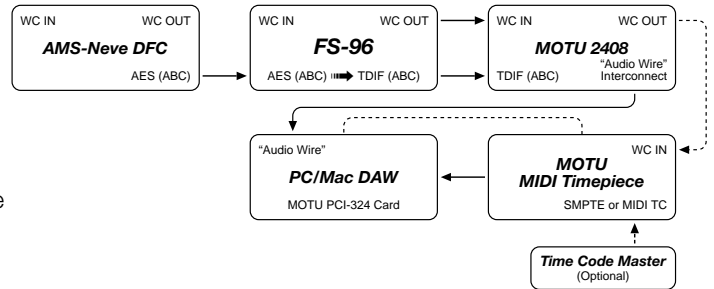 WC IN WC OUT
AMS-Neve DFC
AES (ABC)
WC IN WC OUT
FS-96
AES (ABC) TDIF (ABC)
WC IN WC OUT
MOTU 2408
"Audio Wire"
TDIF (ABC) Interconnect
"Audio Wire"
PC/Mac DAW
MOTU PCI-324 Card
WC IN
MOTU
MIDI Timepiece
SMPTE or MIDI TC
Time Code Master
(Optional)
e